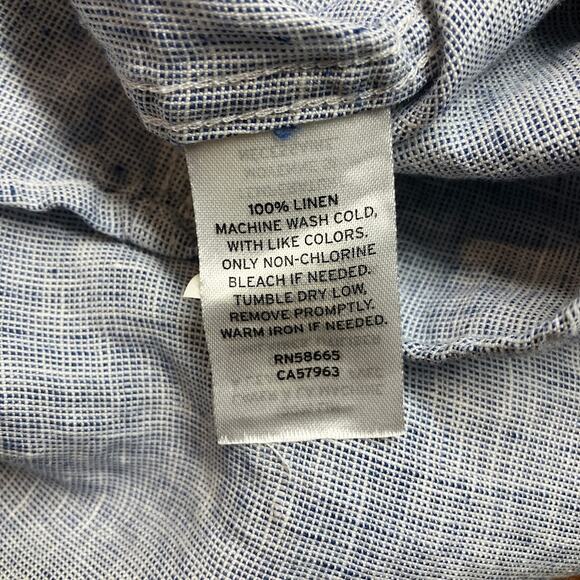 100% LINEN
MACHINE WASH COLD,
WITH LIKE COLORS.
ONLY NON-CHLORINE
BLEACH IF NEEDED.
TUMBLE DRY LOW,
REMOVE PROMPTLY.
WARM IRON IF NEEDED.
RN58665
CA57963